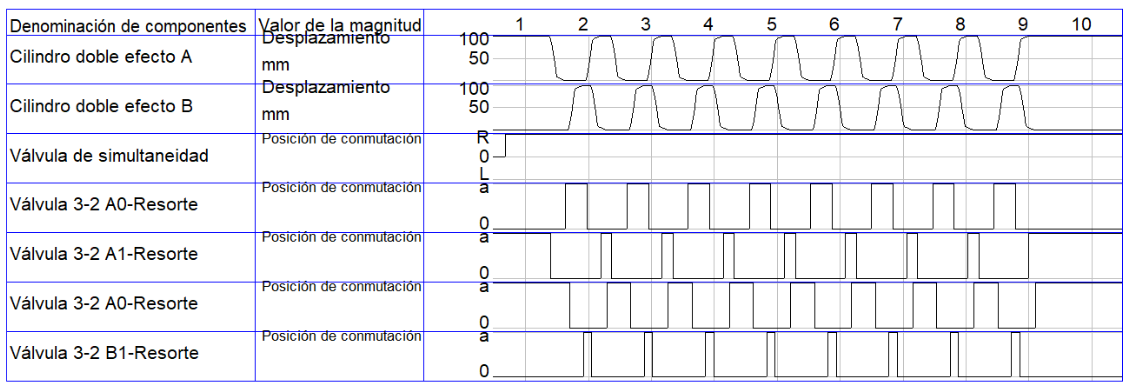 Denominación de componentes Valor de la magnitud 1 2 3 4 5 6 7 8 9 10
Cilindro doble efecto A Desplazamiento mm 100 50
Cilindro doble efecto B Desplazamiento mm 100 50
Válvula de simultaneidad Posición de conmutación R 0 L
Válvula 3-2 A0-Resorte Posición de conmutación a 0
Válvula 3-2 A1-Resorte Posición de conmutación a 0
Válvula 3-2 A0-Resorte Posición de conmutación a 0
Válvula 3-2 B1-Resorte Posición de conmutación a 0